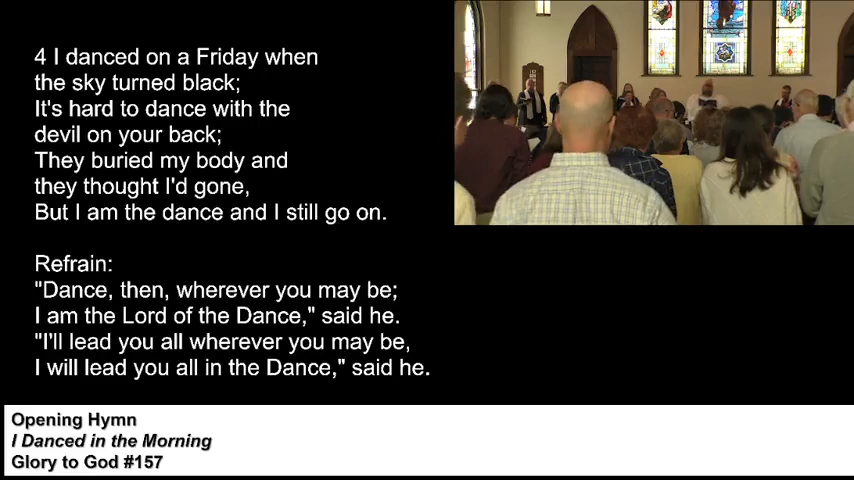 4 I danced on a Friday when
the sky turned black;
It's hard to dance with the
devil on your back;
They buried my body and
they thought I'd gone,
But I am the dance and I still go on.
Refrain:
"Dance, then, wherever you may be;
I am the Lord of the Dance," said he.
"I'll lead you all wherever you may be,
I will lead you all in the Dance," said he.
Opening Hymn
I Danced in the Morning
Glory to God #157